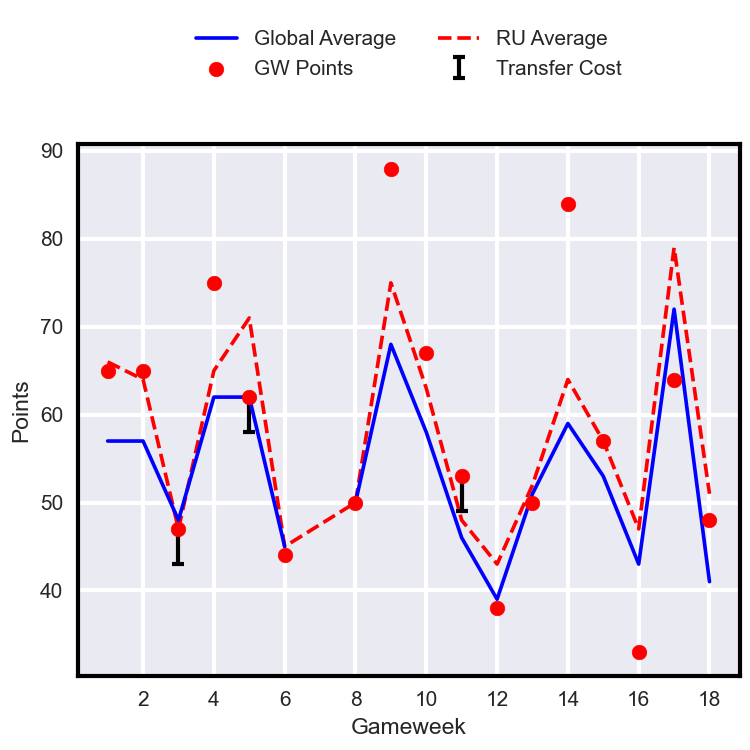 Global Average
RU Average
GW Points
Transfer Cost
90
80
70
60
50
40
Points
2 4 6 8 10 12 14 16 18
Gameweek